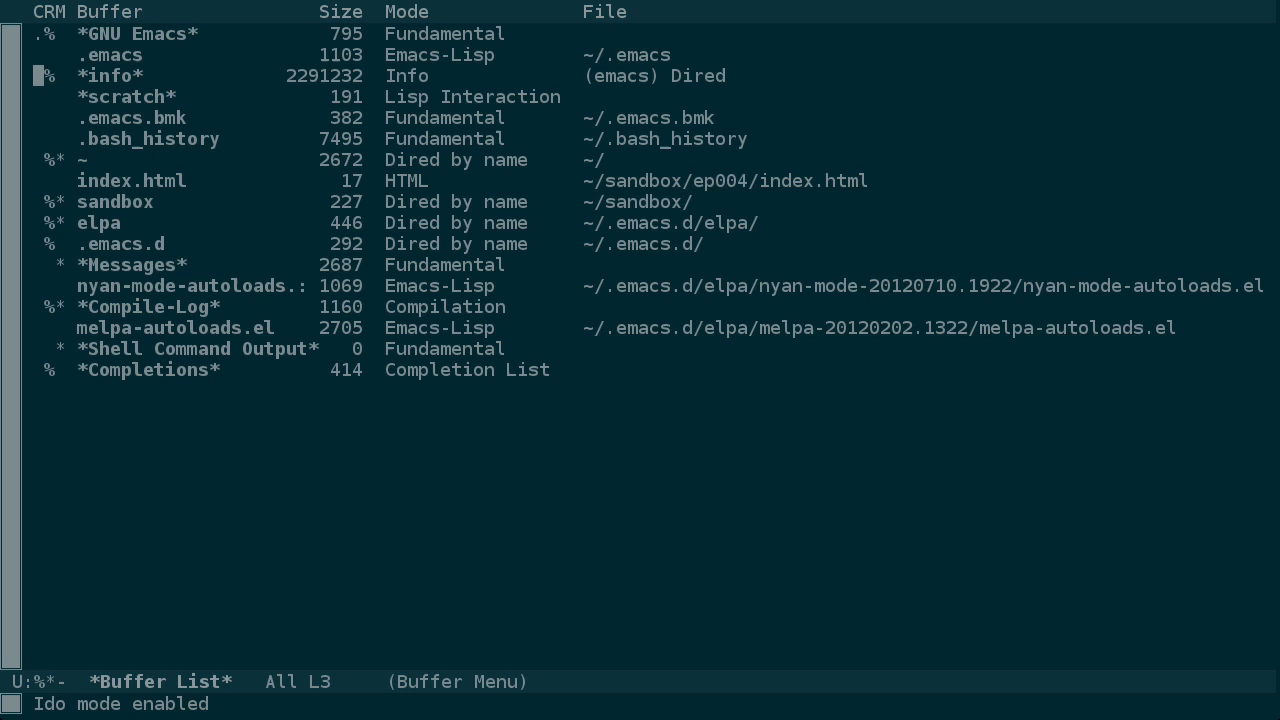 CRM Buffer                Size  Mode              File
.%  *GNU Emacs*            795  Fundamental
    .emacs                1103  Emacs-Lisp        ~/.emacs
 %  *info*             2291232  Info              (emacs) Dired
    *scratch*              191  Lisp Interaction
    .emacs.bmk             382  Fundamental       ~/.emacs.bmk
    .bash_history         7495  Fundamental       ~/.bash_history
 %* ~                     2672  Dired by name     ~/
    index.html              17  HTML              ~/sandbox/ep004/index.html
 %* sandbox                227  Dired by name     ~/sandbox/
 %* elpa                   446  Dired by name     ~/.emacs.d/elpa/
 %  .emacs.d               292  Dired by name     ~/.emacs.d/
  * *Messages*            2687  Fundamental
    nyan-mode-autoloads.: 1069  Emacs-Lisp        ~/.emacs.d/elpa/nyan-mode-20120710.1922/nyan-mode-autoloads.el
 %* *Compile-Log*         1160  Compilation
    melpa-autoloads.el    2705  Emacs-Lisp        ~/.emacs.d/elpa/melpa-20120202.1322/melpa-autoloads.el
  * *Shell Command Output*   0  Fundamental
 %  *Completions*          414  Completion List
U:%*-  *Buffer List*   All L3     (Buffer Menu)
Ido mode enabled